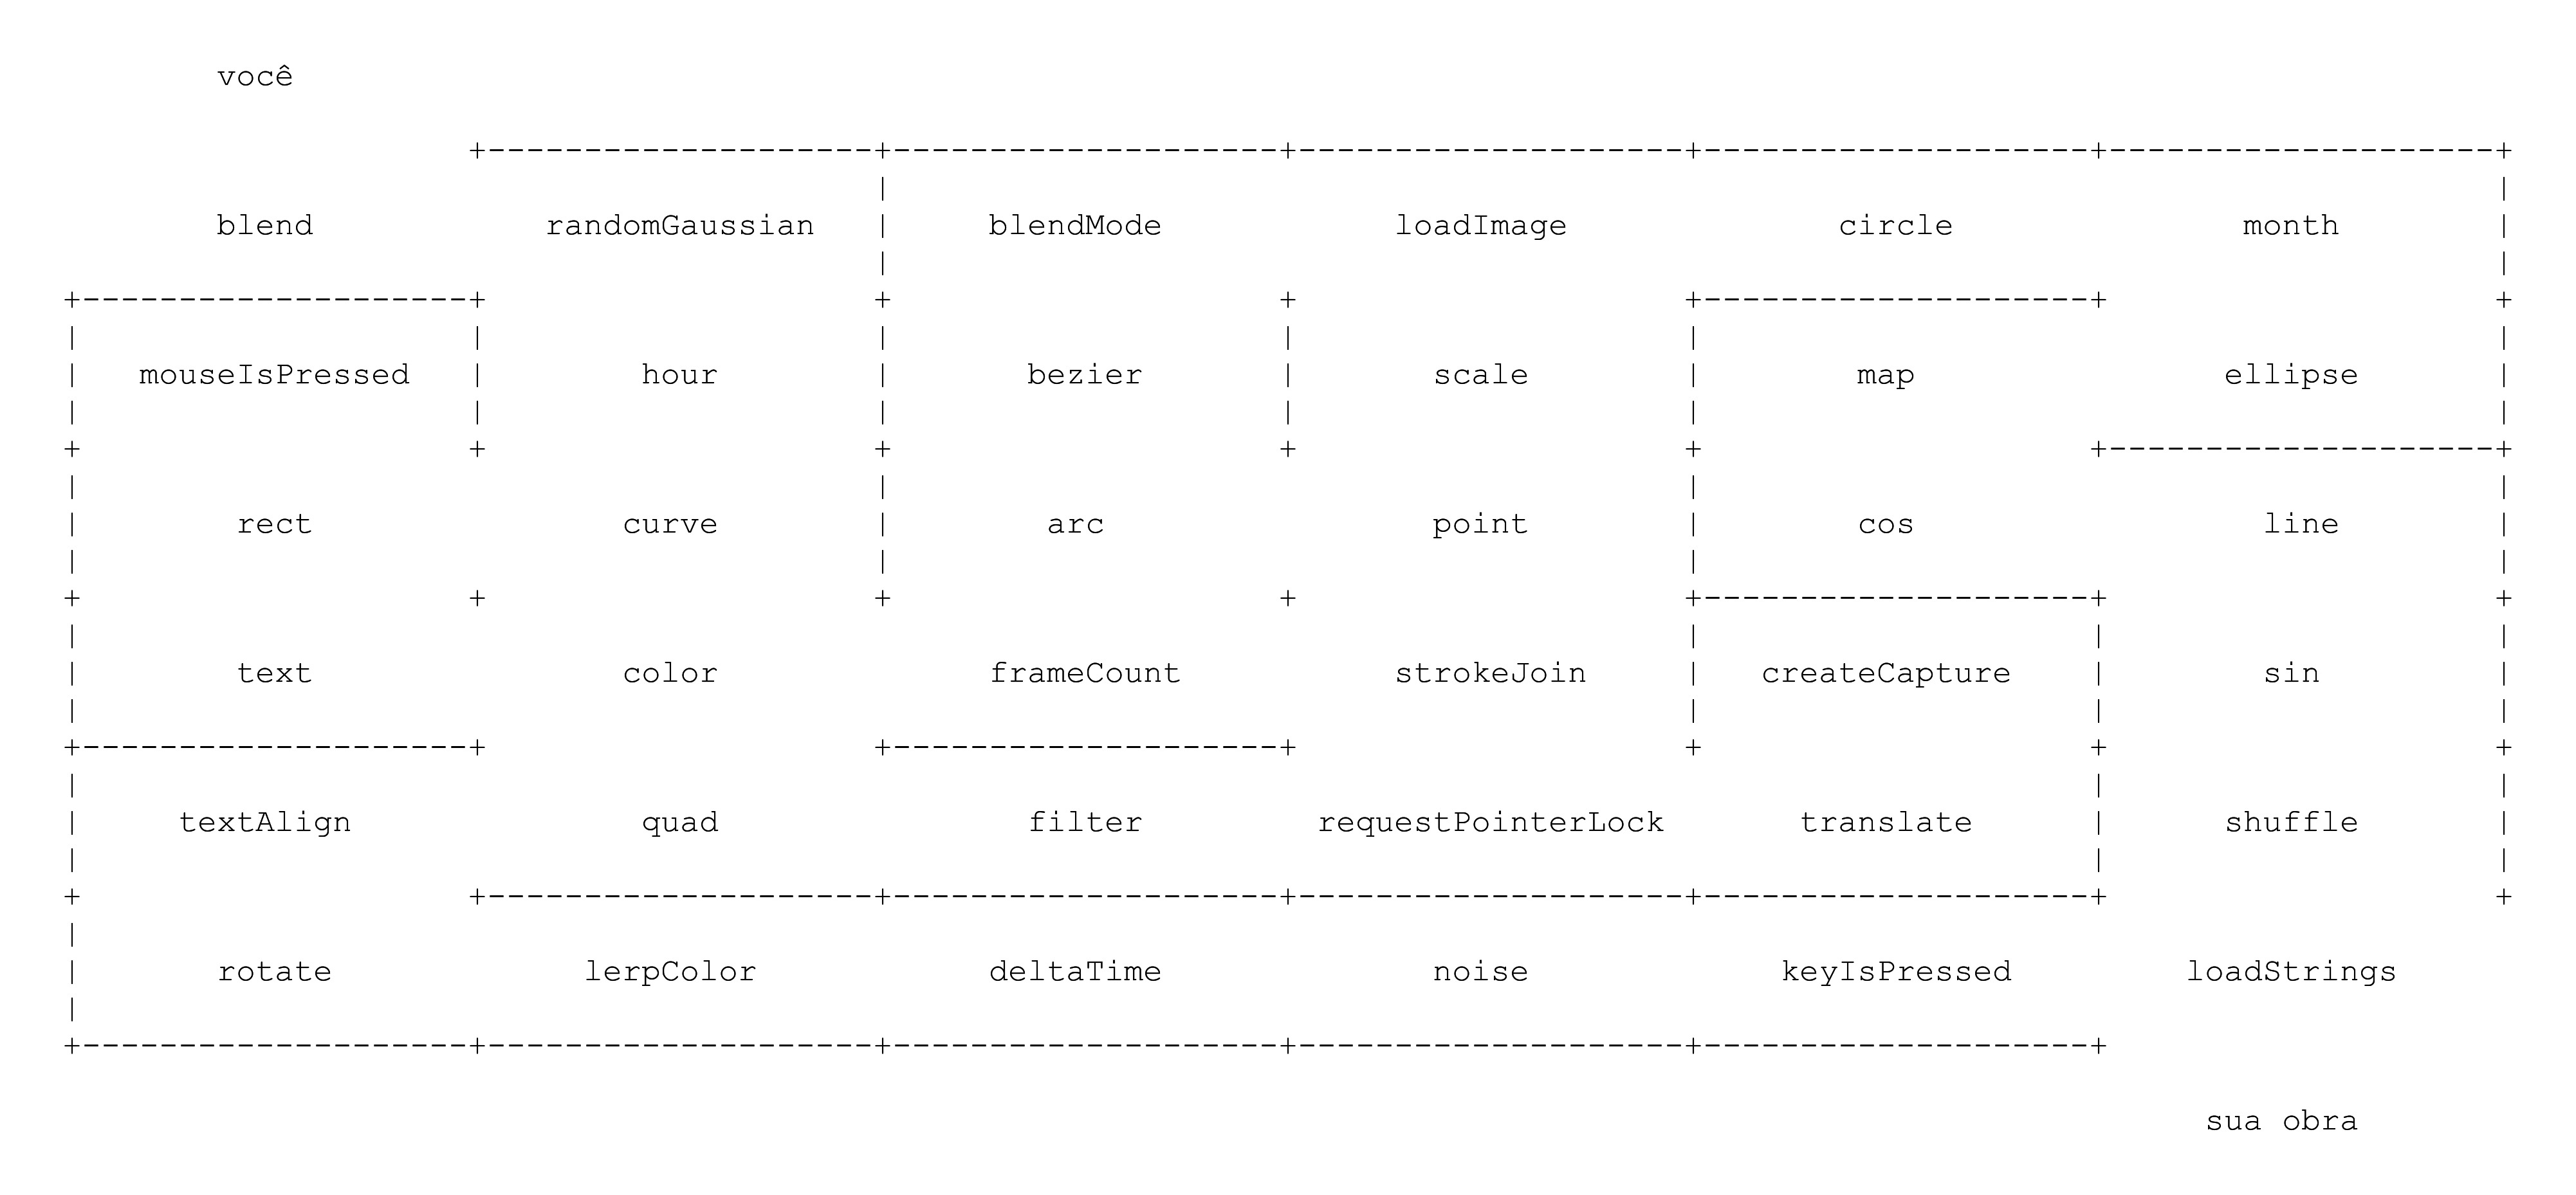 você
blend randomGaussian blendMode loadImage circle month
mouseIsPressed hour bezier scale map ellipse
rect curve arc point cos line
text color frameCount strokeJoin createCapture sin
textAlign quad filter requestPointerLock translate shuffle
rotate lerpColor deltaTime noise keyIsPressed loadStrings
sua obra